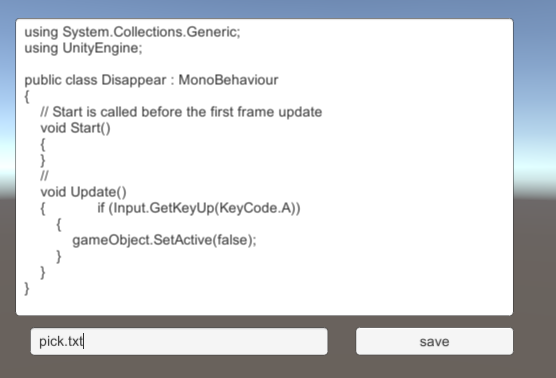 using System.Collections.Generic;
using UnityEngine;

public class Disappear : MonoBehaviour
{
    // Start is called before the first frame update
    void Start()
    {
    }
    //
    void Update()
    {          if (Input.GetKeyUp(KeyCode.A))
        {
            gameObject.SetActive(false);
        }
    }
}
pick.txt
save